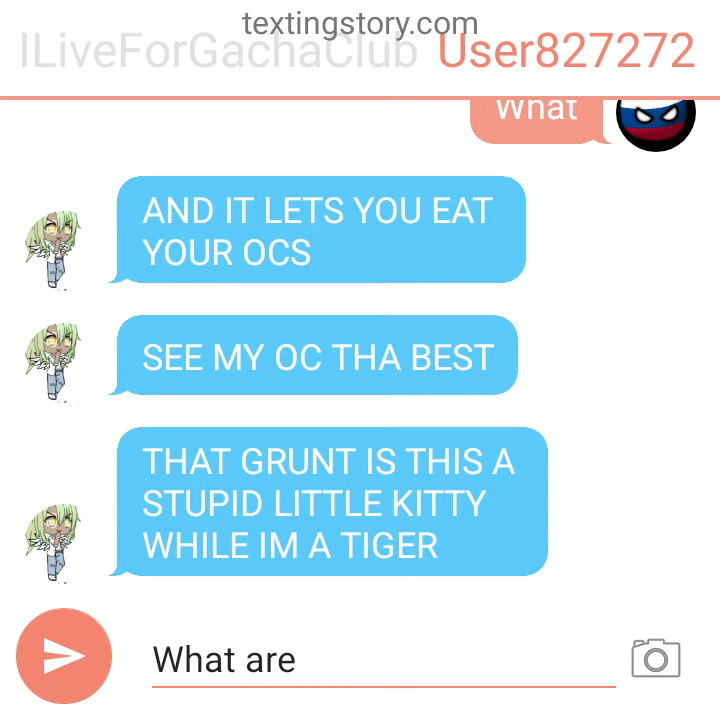 textingstory.com
ILiveForGachaClub User827272
What
AND IT LETS YOU EAT
YOUR OCS
SEE MY OC THA BEST
THAT GRUNT IS THIS A
STUPID LITTLE KITTY
WHILE IM A TIGER
What are